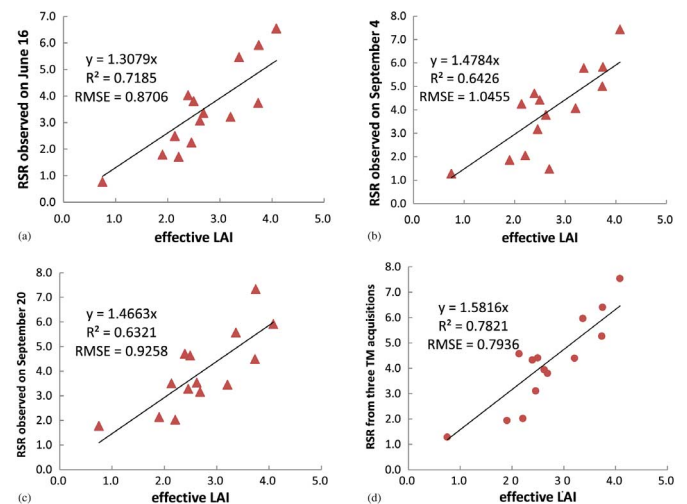 7.0
6.0
5.0
4.0
3.0
2.0
1.0
0.0
RSR observed on June 16
y = 1.3079x
R² = 0.7185
RMSE = 0.8706
0.0 1.0 2.0 3.0 4.0 5.0
effective LAI
(a)
8.0
7.0
6.0
5.0
4.0
3.0
2.0
1.0
0.0
RSR observed on September 4
y = 1.4784x
R² = 0.6426
RMSE = 1.0455
0.0 1.0 2.0 3.0 4.0 5.0
effective LAI
(b)
8.0
7.0
6.0
5.0
4.0
3.0
2.0
1.0
0.0
RSR observed on September 20
y = 1.4663x
R² = 0.6321
RMSE = 0.9258
0.0 1.0 2.0 3.0 4.0 5.0
effective LAI
(c)
8.0
7.0
6.0
5.0
4.0
3.0
2.0
1.0
0.0
RSR from three TM acquisitions
y = 1.5816x
R² = 0.7821
RMSE = 0.7936
0.0 1.0 2.0 3.0 4.0 5.0
effective LAI
(d)